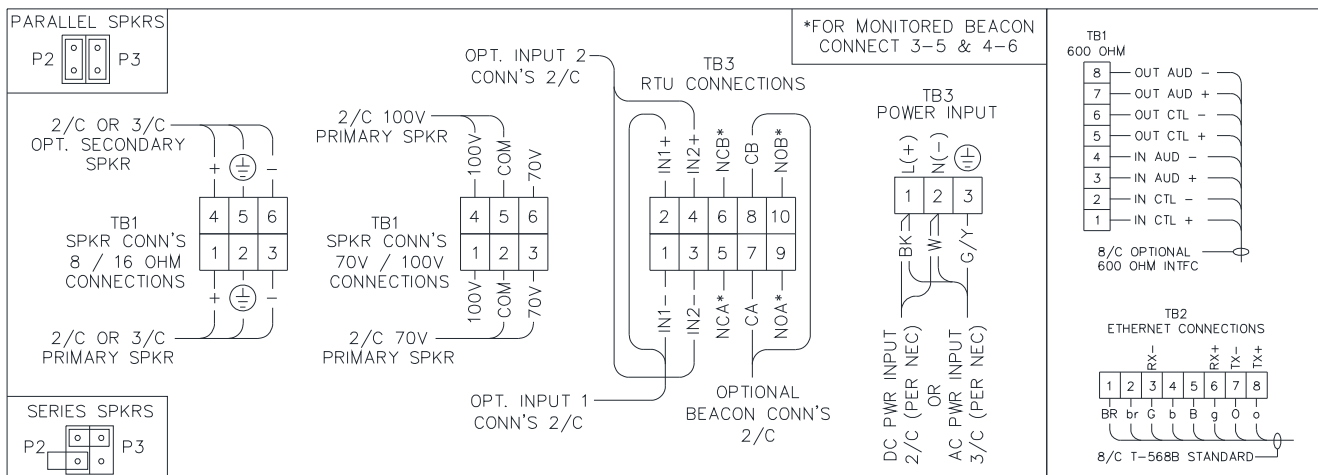 PARALLEL SPKRS
P2 P3
2/C OR 3/C
OPT. SECONDARY
SPKR
+ -
4 5 6
1 2 3
TB1
SPKR CONN'S
8 / 16 OHM
CONNECTIONS
+ -
2/C OR 3/C
PRIMARY SPKR
SERIES SPKRS
P2 P3
2/C 100V
PRIMARY SPKR
100V COM 70V
4 5 6
1 2 3
TB1
SPKR CONN'S
70V / 100V
CONNECTIONS
100V COM 70V
2/C 70V
PRIMARY SPKR
OPT. INPUT 2
CONN'S 2/C
TB3
RTU CONNECTIONS
IN1+ IN2+ NCB* CB NOB*
2 4 6 8 10
1 3 5 7 9
IN1- IN2- NCA* CA NOA*
OPT. INPUT 1
CONN'S 2/C
OPTIONAL
BEACON CONN'S
2/C
*FOR MONITORED BEACON
CONNECT 3-5 & 4-6
TB3
POWER INPUT
L(+) N(-)
1 2 3
BK W G/Y
DC PWR INPUT
2/C (PER NEC)
OR
AC PWR INPUT
3/C (PER NEC)
TB1
600 OHM
8 OUT AUD -
7 OUT AUD +
6 OUT CTL -
5 OUT CTL +
4 IN AUD -
3 IN AUD +
2 IN CTL -
1 IN CTL +
8/C OPTIONAL
600 OHM INTFC
TB2
ETHERNET CONNECTIONS
RX- RX+ TX- TX+
1 2 3 4 5 6 7 8
BR br G b B g O o
8/C T-568B STANDARD